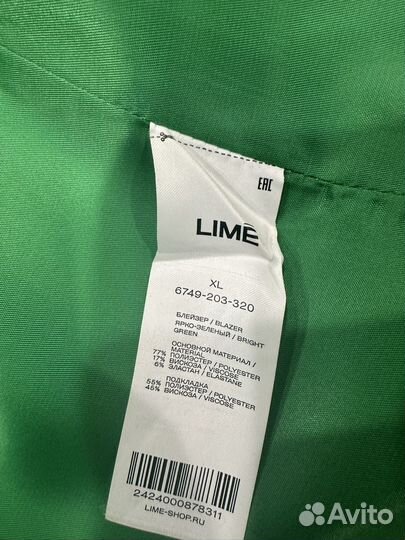 EAC
LIMĒ
XL
6749-203-320
БЛЕЙЗЕР / BLAZER
ЯРКО-ЗЕЛЕНЫЙ / BRIGHT
GREEN
ОСНОВНОЙ МАТЕРИАЛ /
MATERIAL
77% ПОЛИЭСТЕР / POLYESTER
17% ВИСКОЗА / VISCOSE
6% ЭЛАСТАН / ELASTANE
ПОДКЛАДКА
55% ПОЛИЭСТЕР / POLYESTER
45% ВИСКОЗА / VISCOSE
2424000878311
LIME-SHOP.RU
Avito